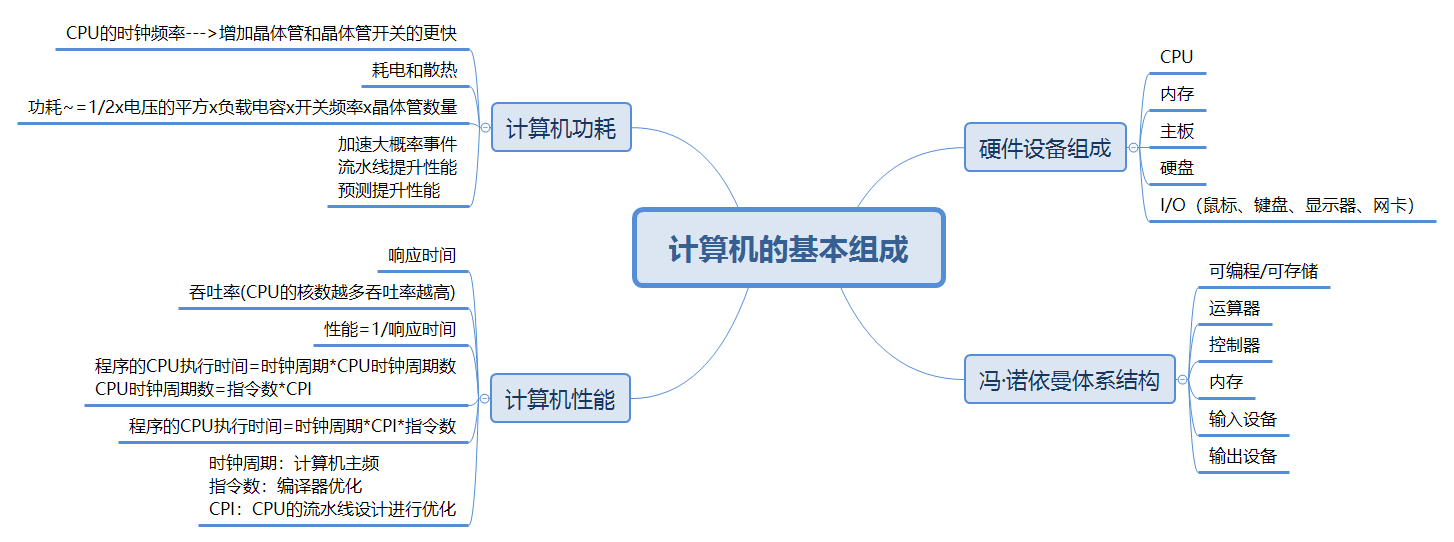 计算机的基本组成
硬件设备组成
CPU
内存
主板
硬盘
I/O（鼠标、键盘、显示器、网卡）
冯·诺依曼体系结构
可编程/可存储
运算器
控制器
内存
输入设备
输出设备
计算机功耗
CPU的时钟频率--->增加晶体管和晶体管开关的更快
耗电和散热
功耗~=1/2x电压的平方x负载电容x开关频率x晶体管数量
加速大概率事件
流水线提升性能
预测提升性能
计算机性能
响应时间
吞吐率(CPU的核数越多吞吐率越高)
性能=1/响应时间
程序的CPU执行时间=时钟周期*CPU时钟周期数
CPU时钟周期数=指令数*CPI
程序的CPU执行时间=时钟周期*CPI*指令数
时钟周期：计算机主频
指令数：编译器优化
CPI：CPU的流水线设计进行优化